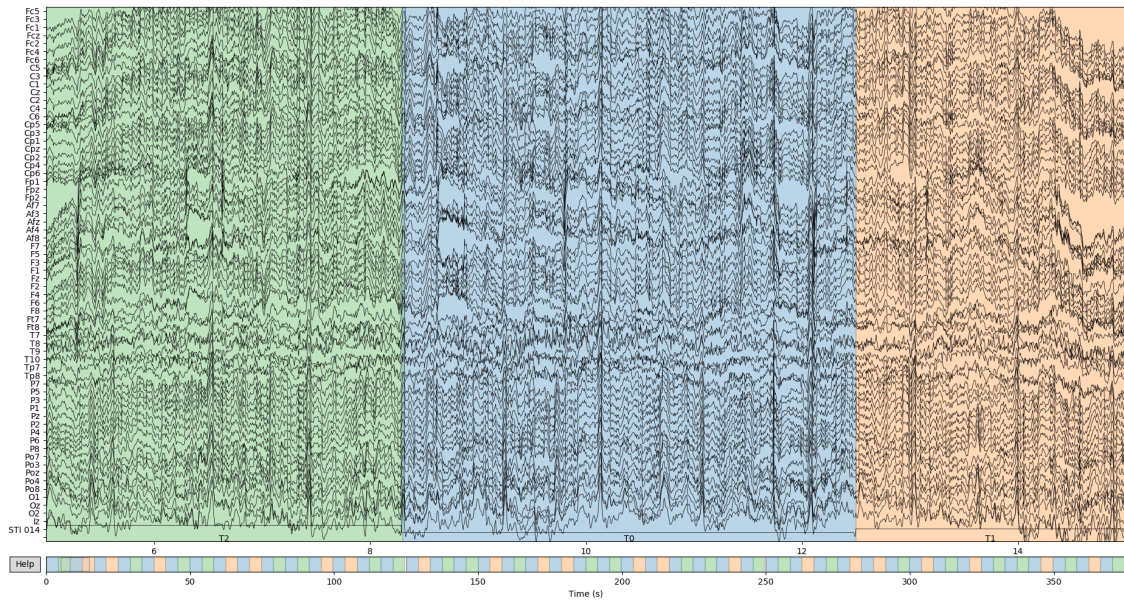 Fc5
Fc3
Fc1
Fcz
Fc2
Fc4
Fc6
C5
C3
C1
Cz
C2
C4
C6
Cp5
Cp3
Cp1
Cpz
Cp2
Cp4
Cp6
Fp1
Fpz
Fp2
Af7
Af3
Afz
Af4
Af8
F7
F5
F3
F1
Fz
F2
F4
F6
F8
Ft7
Ft8
T7
T8
T9
T10
Tp7
Tp8
P7
P5
P3
P1
Pz
P2
P4
P6
P8
Po7
Po3
Poz
Po4
Po8
O1
Oz
O2
Iz
STI 014
T2 T0 T1
6 8 10 12 14
Help
0 50 100 150 200 250 300 350
Time (s)